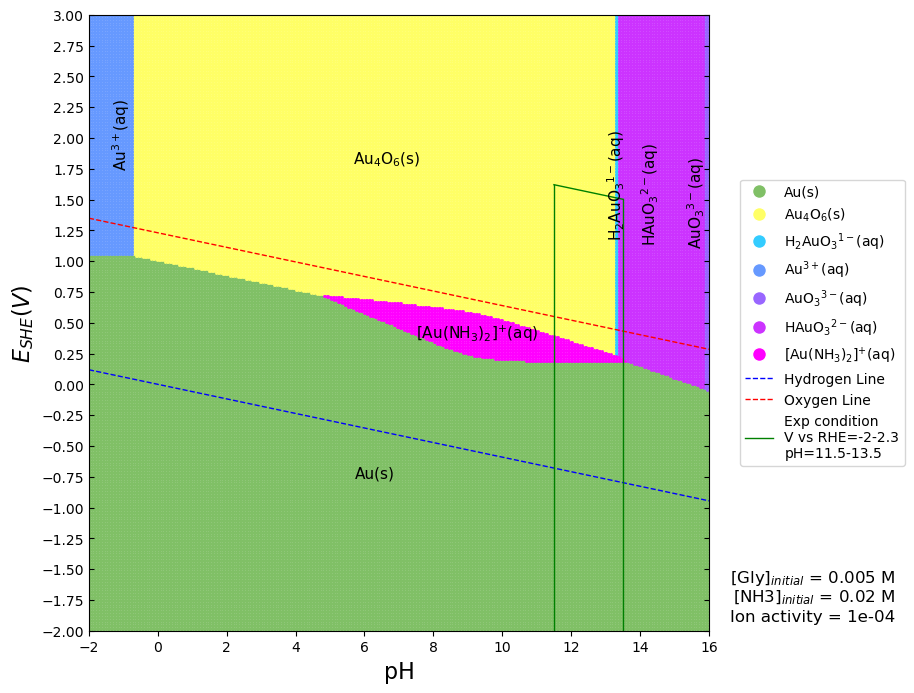 3.00
2.75
2.50
2.25
2.00
1.75
1.50
1.25
1.00
0.75
0.50
0.25
0.00
−0.25
−0.50
−0.75
−1.00
−1.25
−1.50
−1.75
−2.00
E_{SHE}(V)
Au³⁺(aq)
Au₄O₆(s)
H₂AuO₃¹⁻(aq)
HAuO₃²⁻(aq)
AuO₃³⁻(aq)
[Au(NH₃)₂]⁺(aq)
Au(s)
−2 0 2 4 6 8 10 12 14 16
pH
Au(s)
Au₄O₆(s)
H₂AuO₃¹⁻(aq)
Au³⁺(aq)
AuO₃³⁻(aq)
HAuO₃²⁻(aq)
[Au(NH₃)₂]⁺(aq)
Hydrogen Line
Oxygen Line
Exp condition
V vs RHE=-2-2.3
pH=11.5-13.5
[Gly]_{initial} = 0.005 M
[NH3]_{initial} = 0.02 M
Ion activity = 1e-04